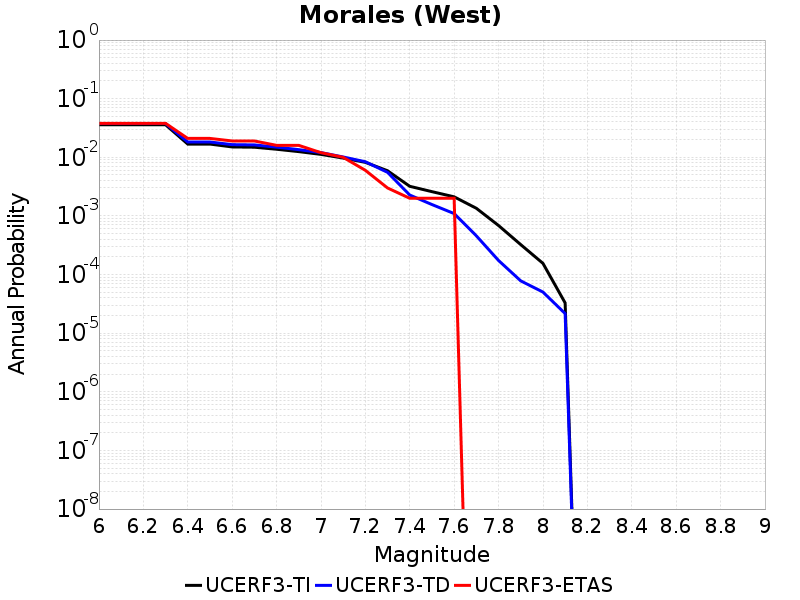 Morales (West)
10^0
10^-1
10^-2
10^-3
10^-4
10^-5
10^-6
10^-7
10^-8
Annual Probability
6 6.2 6.4 6.6 6.8 7 7.2 7.4 7.6 7.8 8 8.2 8.4 8.6 8.8 9
Magnitude
UCERF3-TI UCERF3-TD UCERF3-ETAS